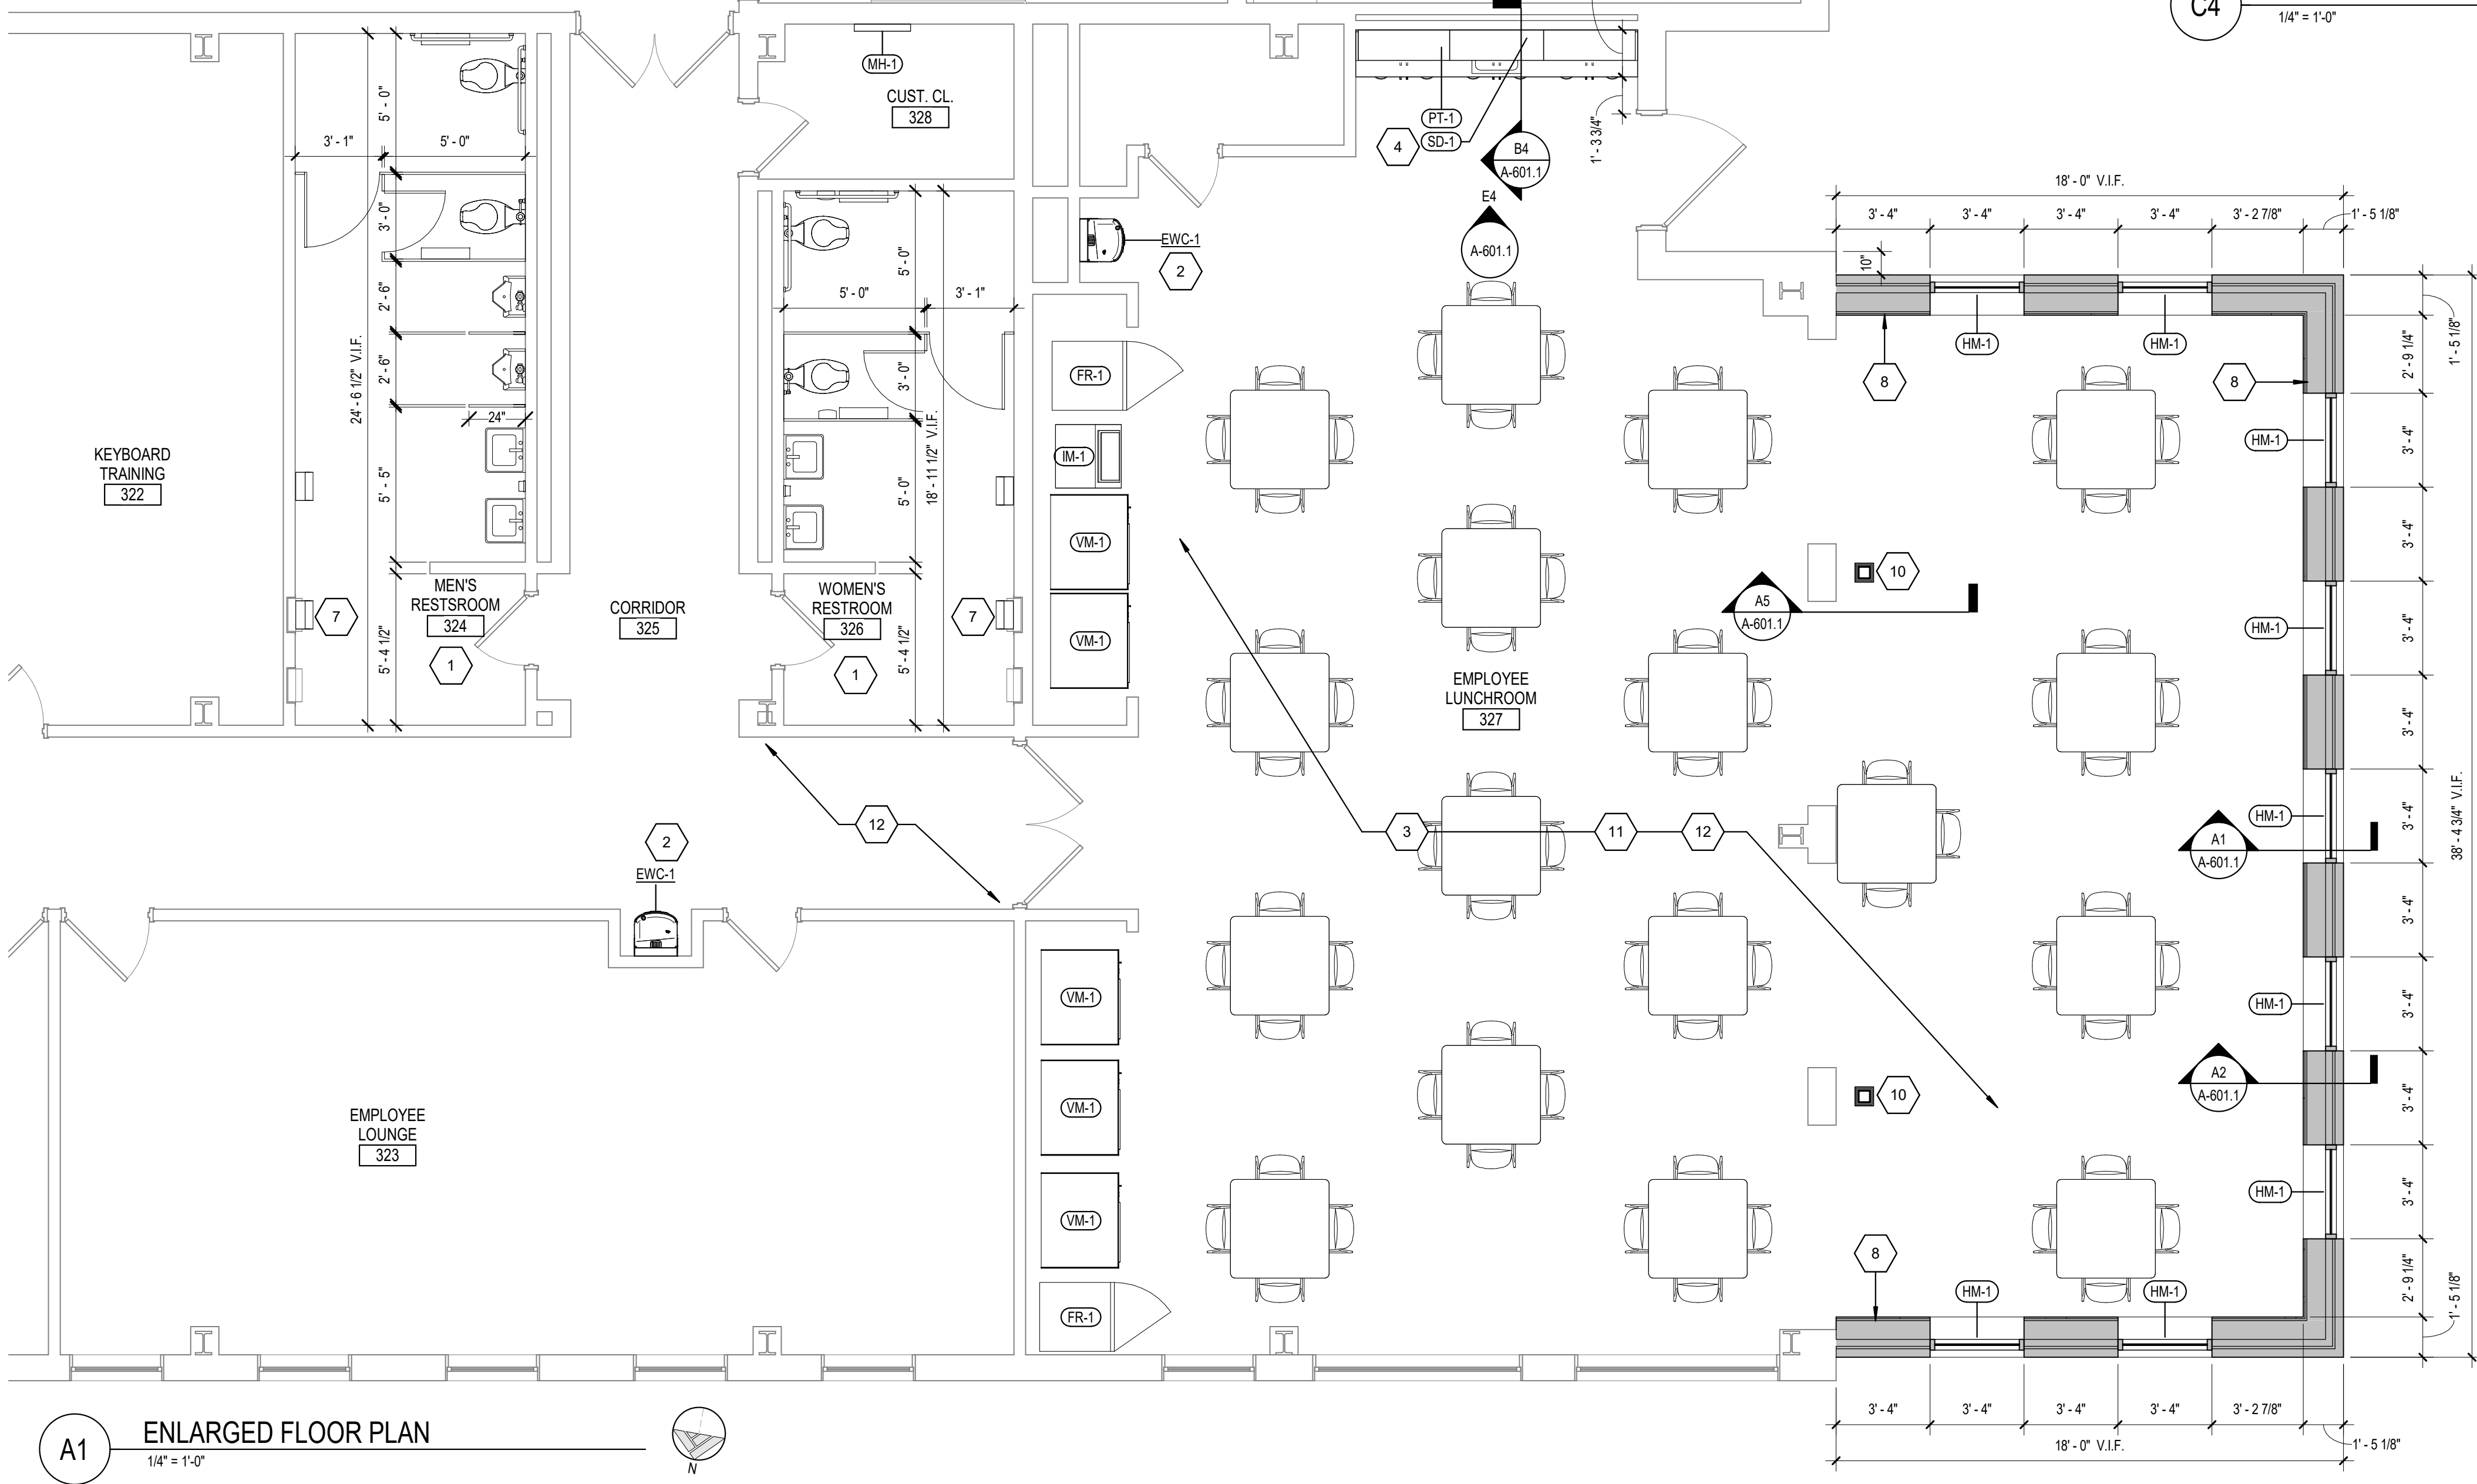 C4
1/4" = 1'-0"
MH-1
CUST. CL.
328
PT-1
SD-1
4
B4
A-601.1
1' - 3 3/4"
E4
A-601.1
5' - 0"
3' - 1"
5' - 0"
3' - 0"
2' - 6"
2' - 6"
24"
5' - 5"
5' - 4 1/2"
24' - 6 1/2" V.I.F.
KEYBOARD
TRAINING
322
7
MEN'S
RESTSROOM
324
1
CORRIDOR
325
5' - 0"
5' - 0"
3' - 1"
3' - 0"
5' - 0"
18' - 11 1/2" V.I.F.
5' - 4 1/2"
WOMEN'S
RESTROOM
326
1
7
EWC-1
2
FR-1
IM-1
VM-1
VM-1
18' - 0" V.I.F.
3' - 4"
3' - 4"
3' - 4"
3' - 4"
3' - 2 7/8"
1' - 5 1/8"
10"
HM-1
HM-1
8
8
1' - 5 1/8"
2' - 9 1/4"
HM-1
3' - 4"
3' - 4"
HM-1
3' - 4"
3' - 4"
HM-1
3' - 4"
3' - 4"
HM-1
3' - 4"
3' - 4"
HM-1
3' - 4"
2' - 9 1/4"
1' - 5 1/8"
38' - 4 3/4" V.I.F.
10
A5
A-601.1
EMPLOYEE
LUNCHROOM
327
12
3
11
12
A1
A-601.1
A2
A-601.1
10
2
EWC-1
VM-1
VM-1
VM-1
FR-1
EMPLOYEE
LOUNGE
323
8
HM-1
HM-1
3' - 4"
3' - 4"
3' - 4"
3' - 4"
3' - 2 7/8"
1' - 5 1/8"
18' - 0" V.I.F.
A1
ENLARGED FLOOR PLAN
1/4" = 1'-0"
N